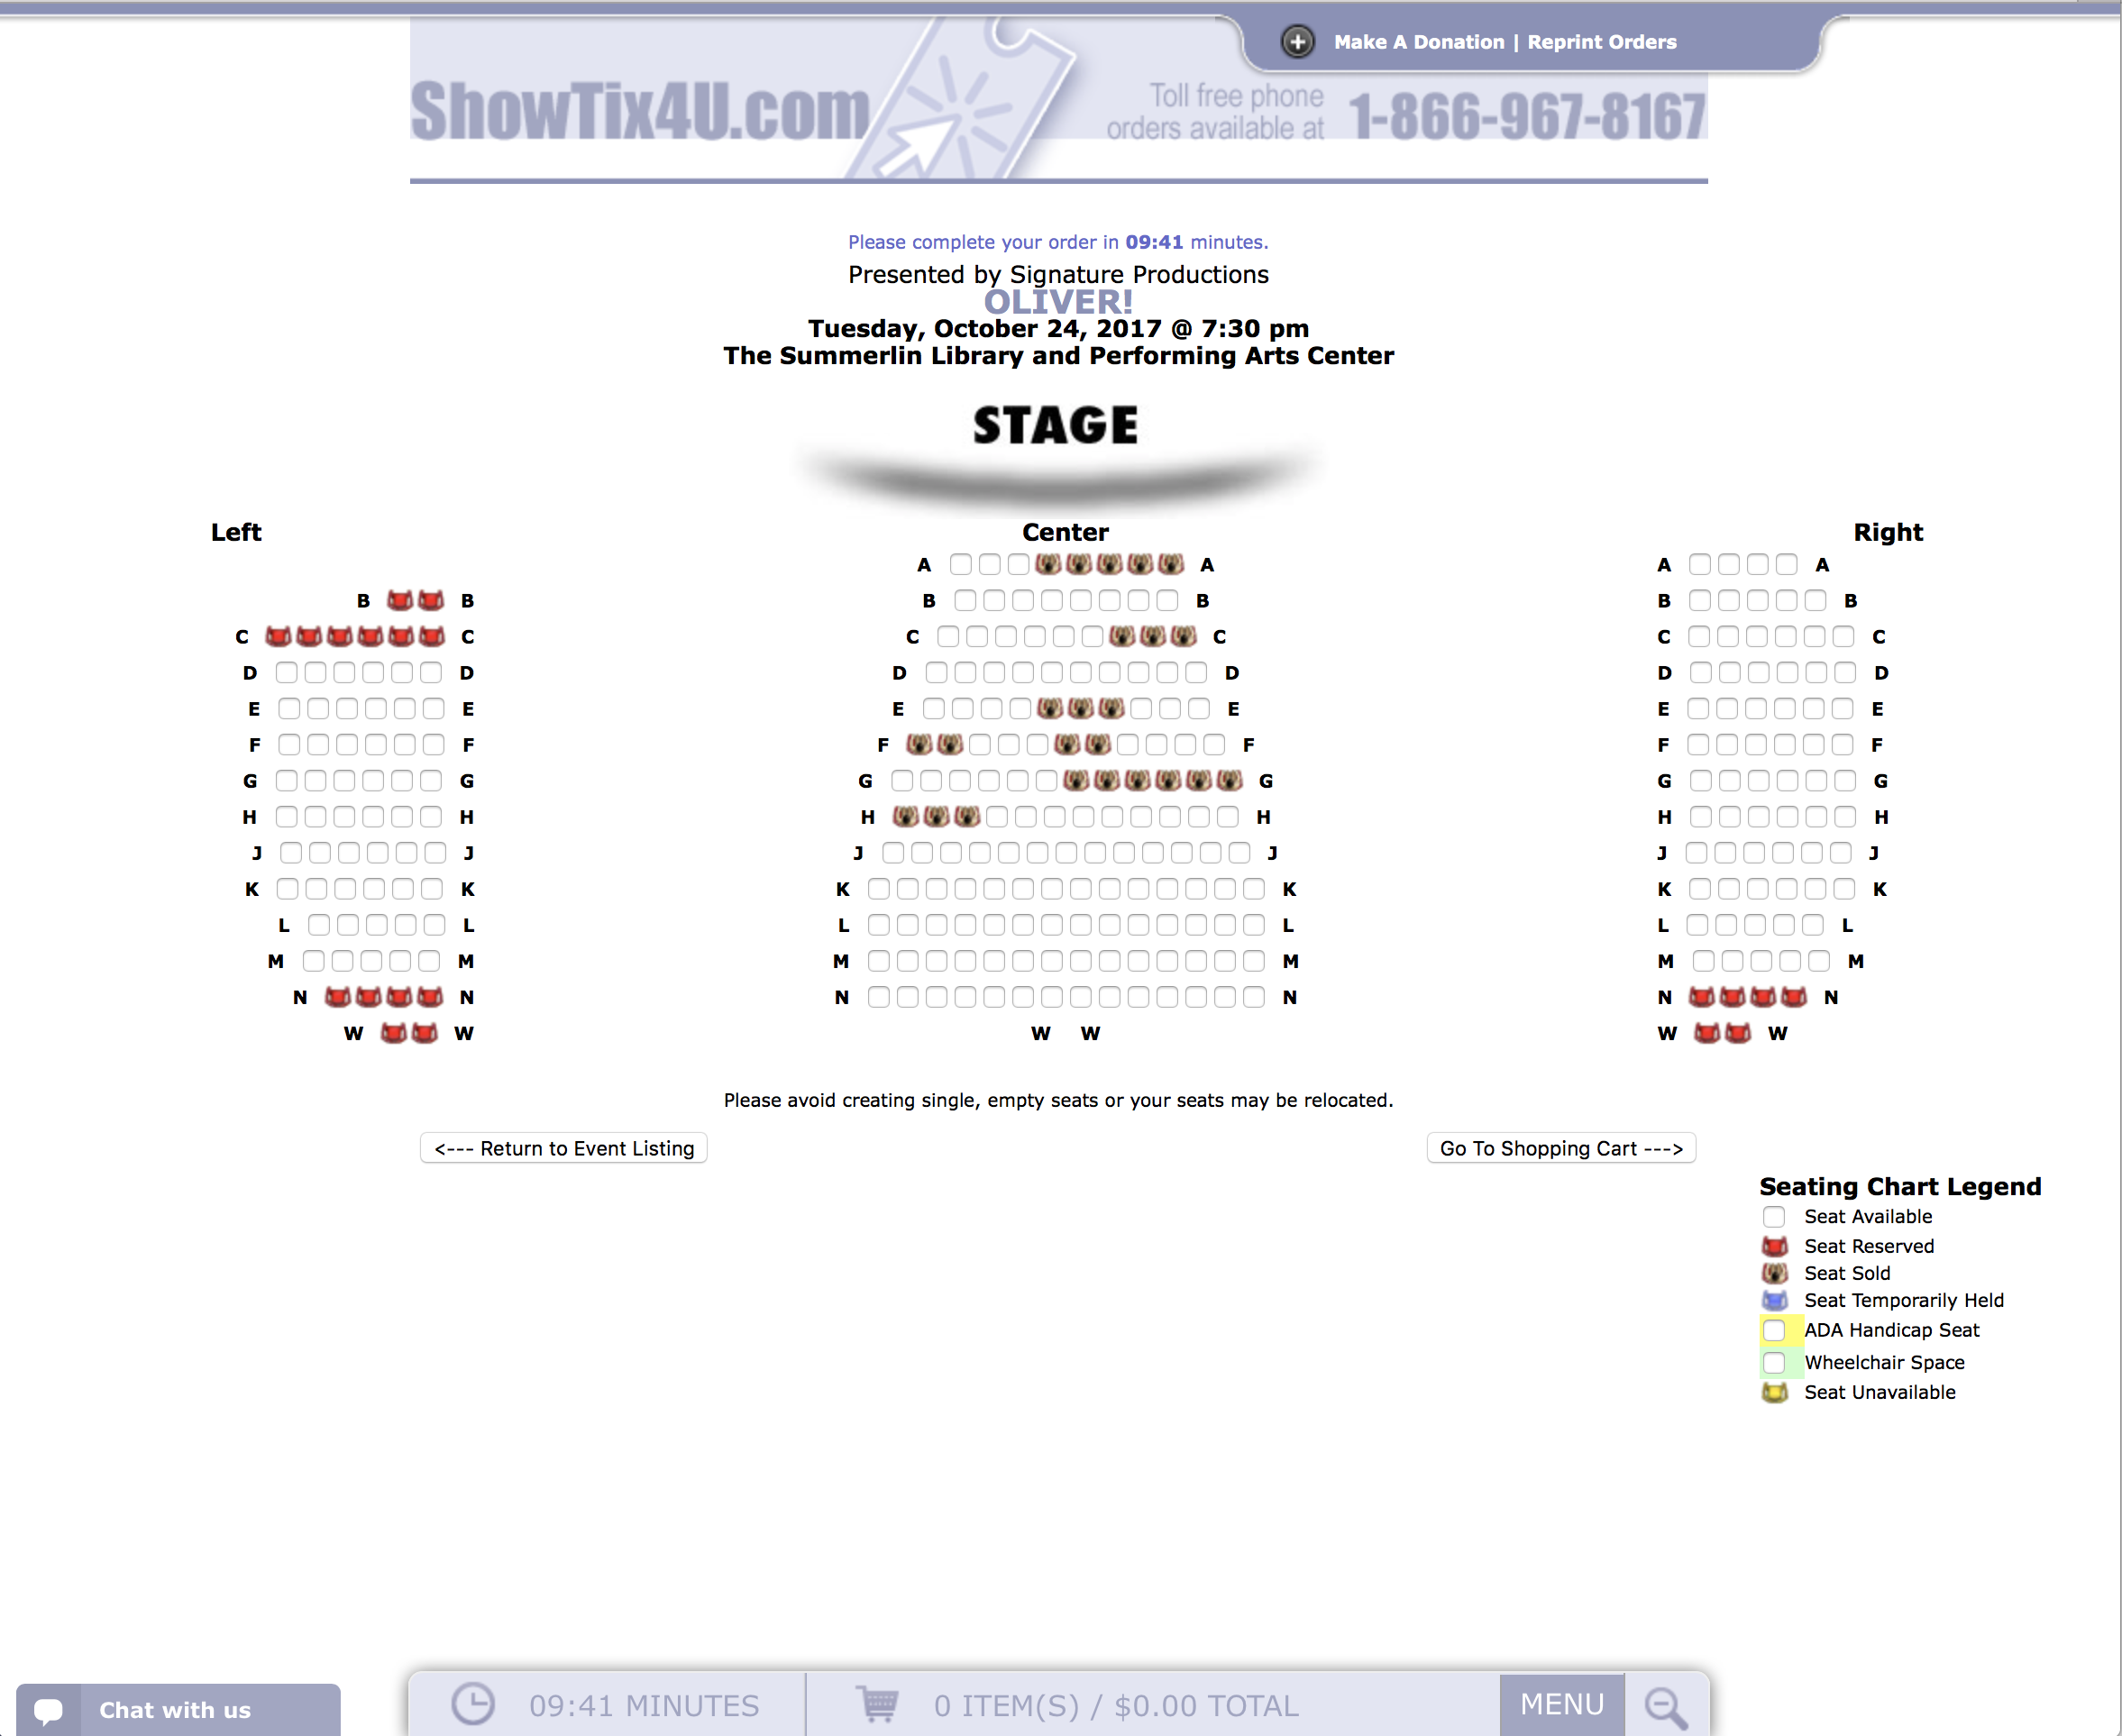 Make A Donation | Reprint Orders
ShowTix4U.com
Toll free phone
orders available at 1-866-967-8167
Please complete your order in 09:41 minutes.
Presented by Signature Productions
OLIVER!
Tuesday, October 24, 2017 @ 7:30 pm
The Summerlin Library and Performing Arts Center
STAGE
Left
B B
C C
D D
E E
F F
G G
H H
J J
K K
L L
M M
N N
W W
Center
A A
B B
C C
D D
E E
F F
G G
H H
J J
K K
L L
M M
N N
W W
Right
A A
B B
C C
D D
E E
F F
G G
H H
J J
K K
L L
M M
N N
W W
Please avoid creating single, empty seats or your seats may be relocated.
<--- Return to Event Listing
Go To Shopping Cart --->
Seating Chart Legend
Seat Available
Seat Reserved
Seat Sold
Seat Temporarily Held
ADA Handicap Seat
Wheelchair Space
Seat Unavailable
Chat with us
09:41 MINUTES
0 ITEM(S) / $0.00 TOTAL
MENU